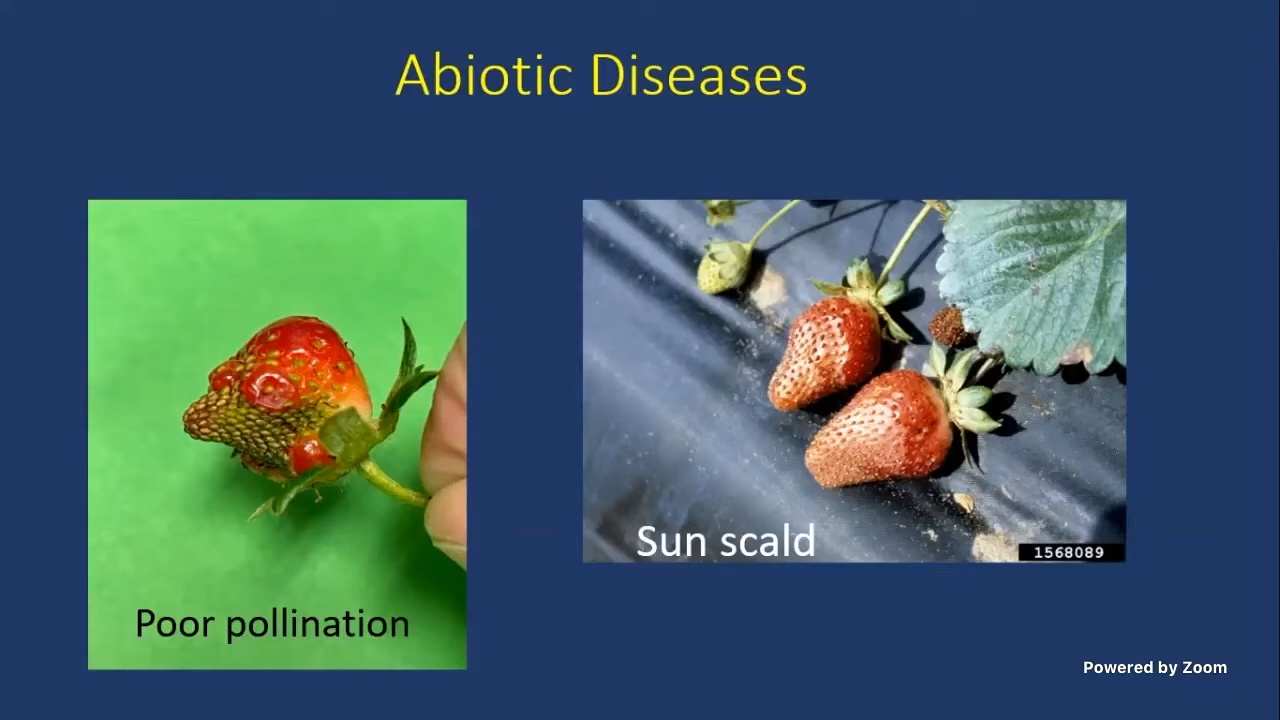 Abiotic Diseases
Poor pollination
Sun scald
1568089
Powered by Zoom